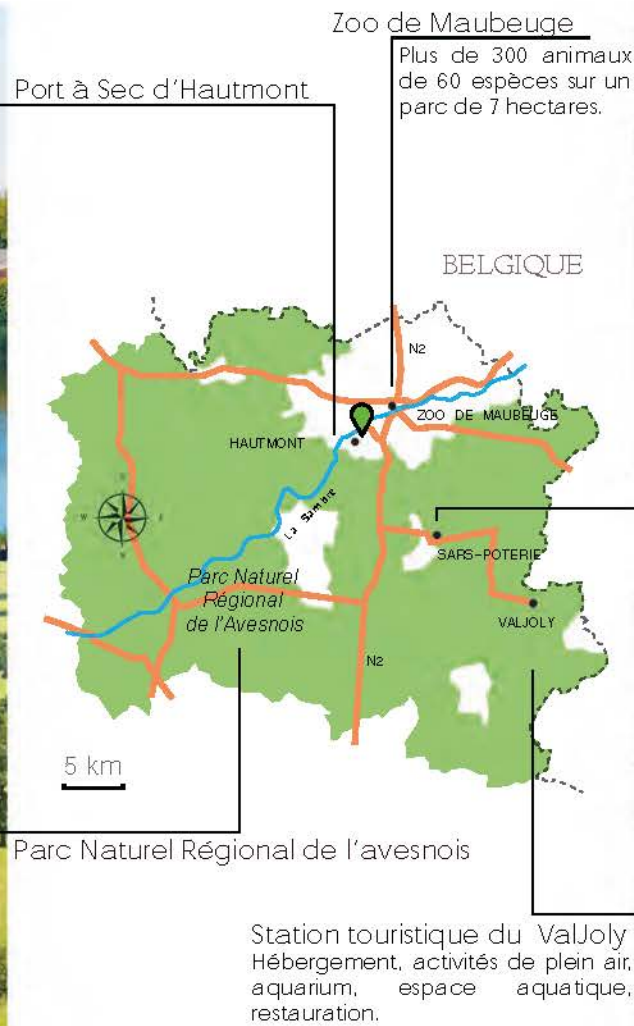 Zoo de Maubeuge
Plus de 300 animaux
de 60 espèces sur un
parc de 7 hectares.
Port à Sec d'Hautmont
BELGIQUE
N2
ZOO DE MAUBEUGE
HAUTMONT
La Sambre
SARS-POTERIE
Parc Naturel
Régional
de l'Avesnois
VALJOLY
N2
5 km
Parc Naturel Régional de l'avesnois
Station touristique du ValJoly
Hébergement, activités de plein air,
aquarium, espace aquatique,
restauration.